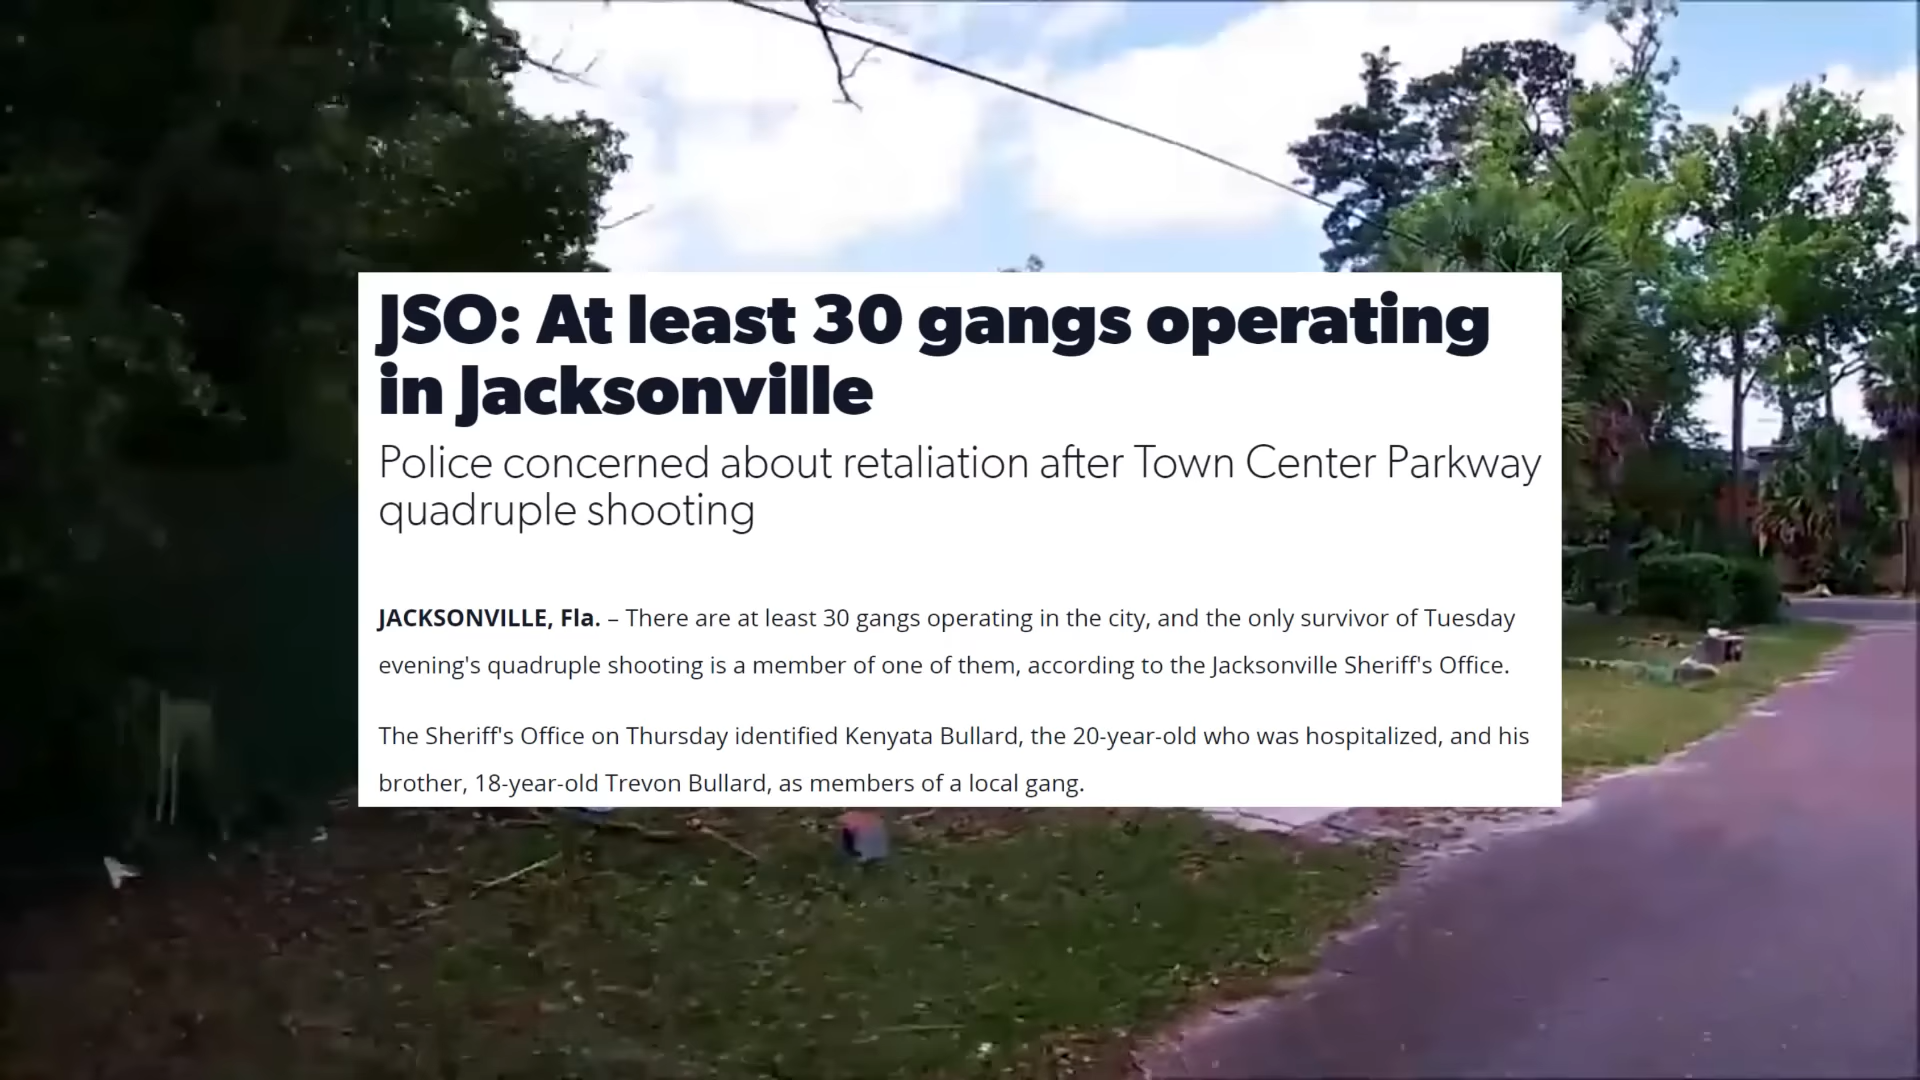 JSO: At least 30 gangs operating
in Jacksonville
Police concerned about retaliation after Town Center Parkway
quadruple shooting
JACKSONVILLE, Fla. – There are at least 30 gangs operating in the city, and the only survivor of Tuesday
evening's quadruple shooting is a member of one of them, according to the Jacksonville Sheriff's Office.
The Sheriff's Office on Thursday identified Kenyata Bullard, the 20-year-old who was hospitalized, and his
brother, 18-year-old Trevon Bullard, as members of a local gang.